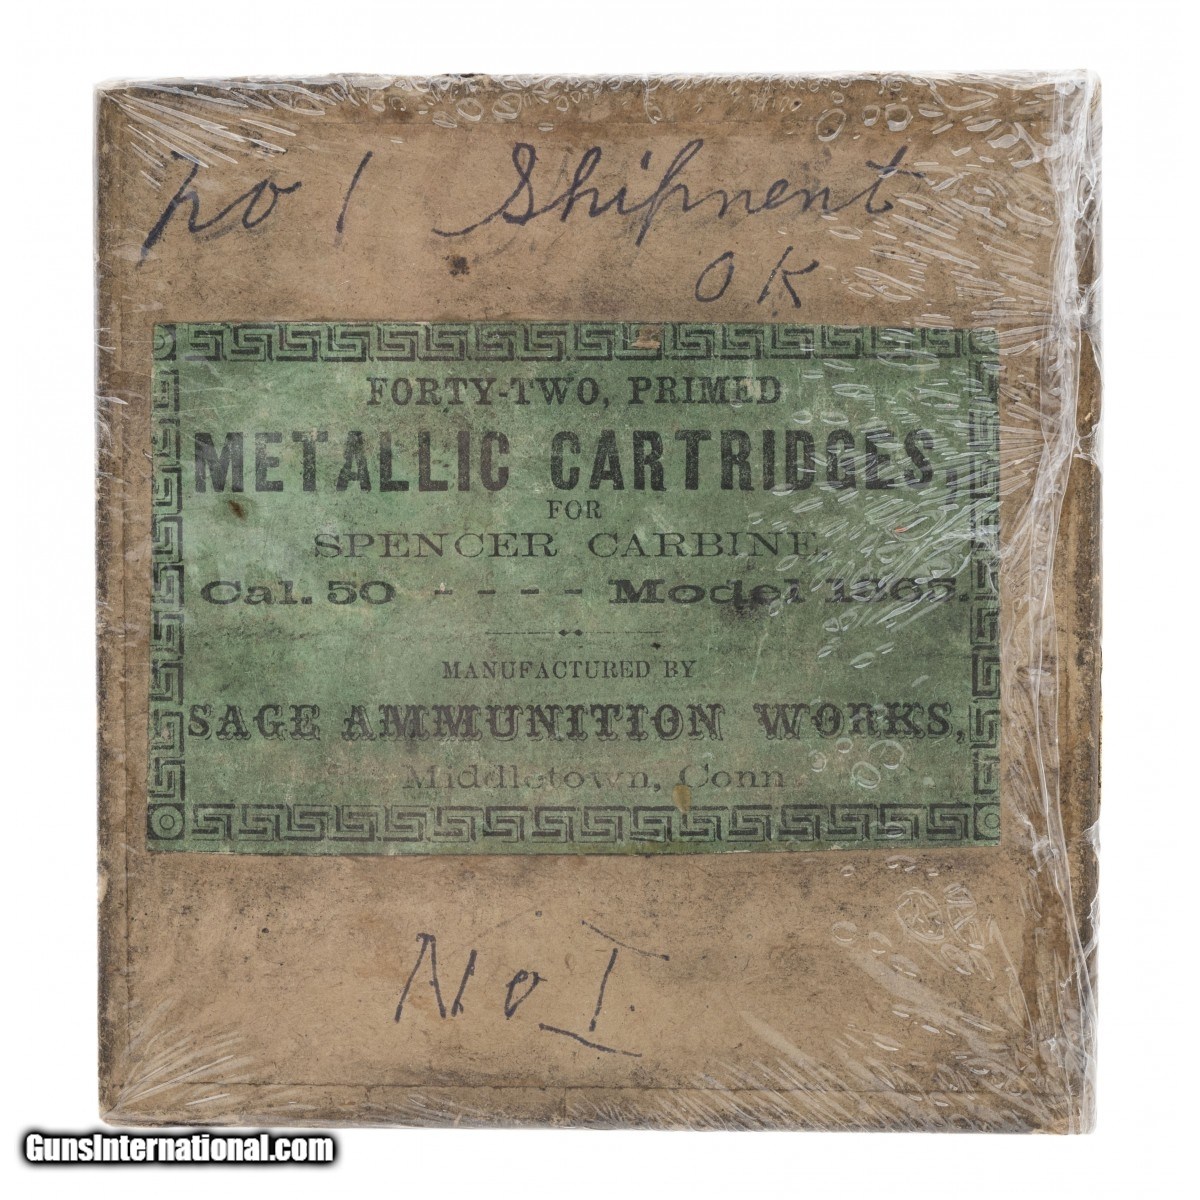 No 1 Shipment
OK
FORTY-TWO, PRIMED
METALLIC CARTRIDGES,
FOR
SPENCER CARBINE,
Cal. 50 - - - - Model 1865.
MANUFACTURED BY
SAGE AMMUNITION WORKS,
Middletown, Conn
No I
GunsInternational.com